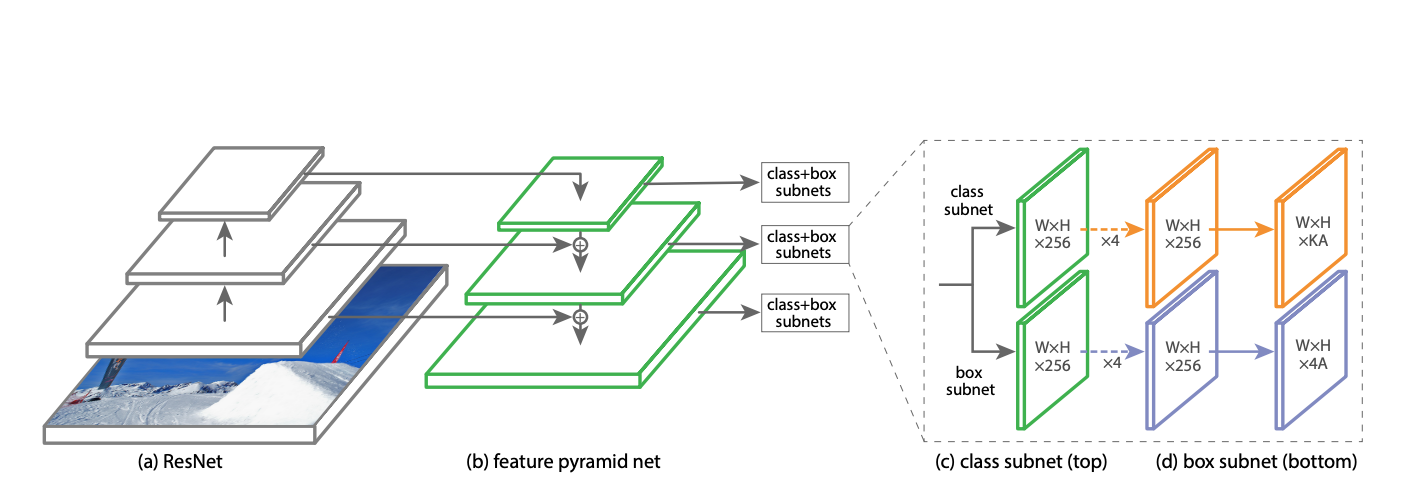 class+box
subnets
class+box
subnets
class+box
subnets
class
subnet
W×H
×256
×4
W×H
×256
W×H
×KA
box
subnet
W×H
×256
×4
W×H
×256
W×H
×4A
(a) ResNet
(b) feature pyramid net
(c) class subnet (top)
(d) box subnet (bottom)